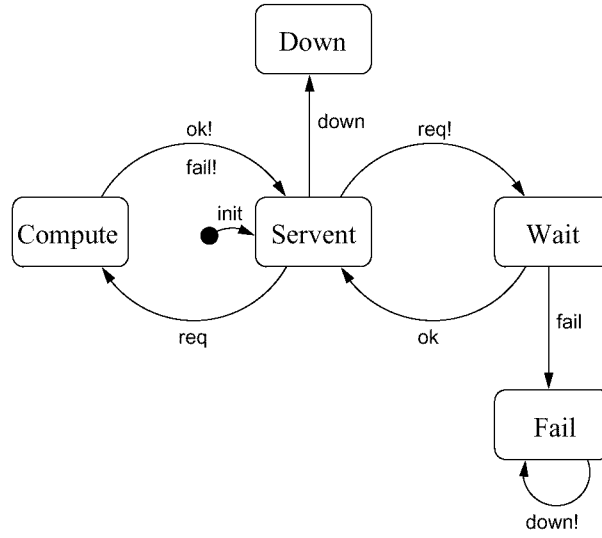 Down
ok!
fail!
down
req!
init
Compute
Servent
Wait
req
ok
fail
Fail
down!